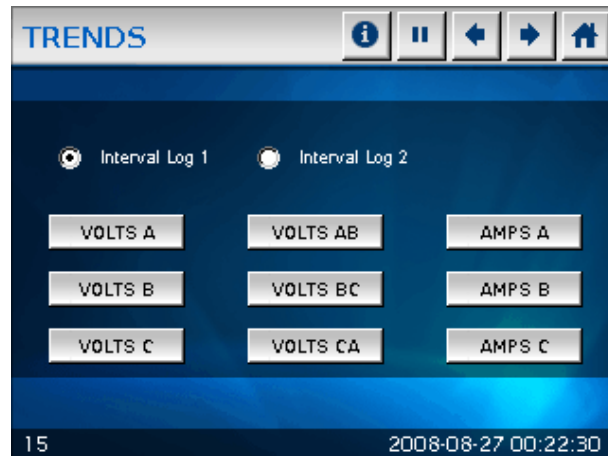 TRENDS
Interval Log 1 Interval Log 2
VOLTS A VOLTS AB AMPS A
VOLTS B VOLTS BC AMPS B
VOLTS C VOLTS CA AMPS C
15 2008-08-27 00:22:30